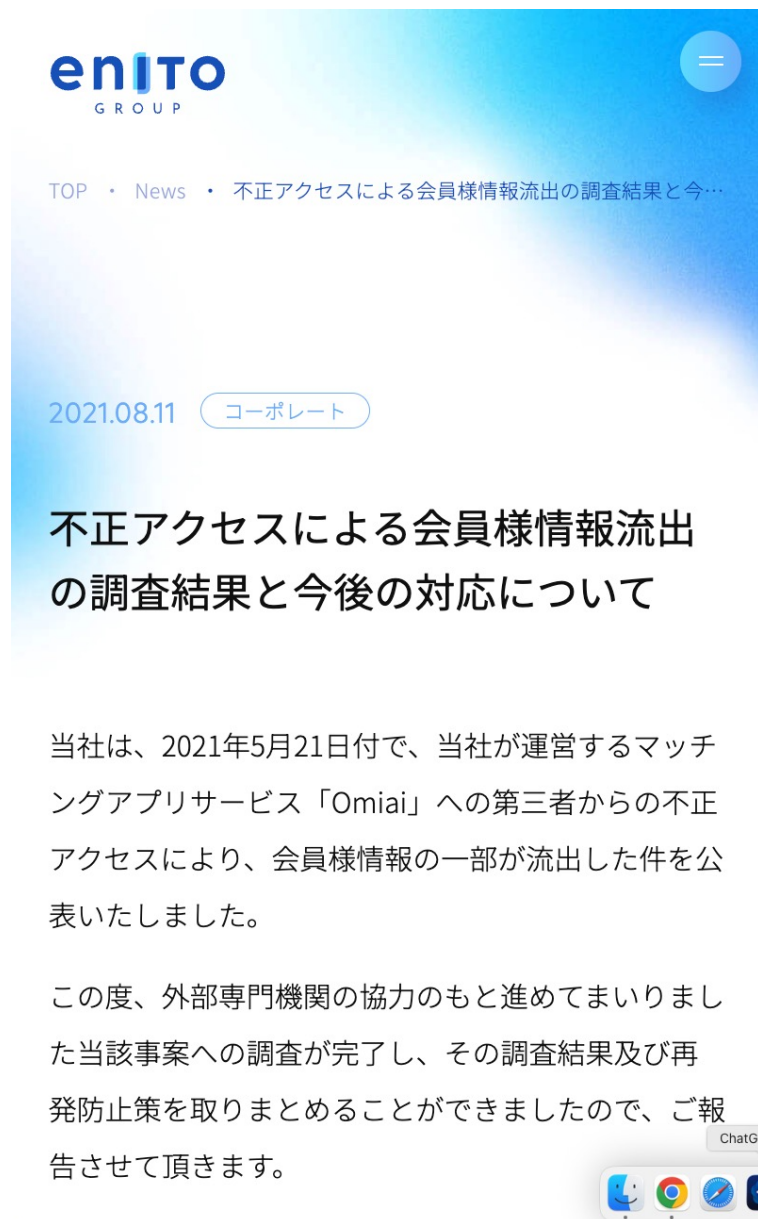 enito
GROUP
TOP ・ News ・ 不正アクセスによる会員様情報流出の調査結果と今…
2021.08.11 コーポレート
不正アクセスによる会員様情報流出
の調査結果と今後の対応について
当社は、2021年5月21日付で、当社が運営するマッチ
ングアプリサービス「Omiai」への第三者からの不正
アクセスにより、会員様情報の一部が流出した件を公
表いたしました。
この度、外部専門機関の協力のもと進めてまいりまし
た当該事案への調査が完了し、その調査結果及び再
発防止策を取りまとめることができましたので、ご報
告させて頂きます。
ChatG